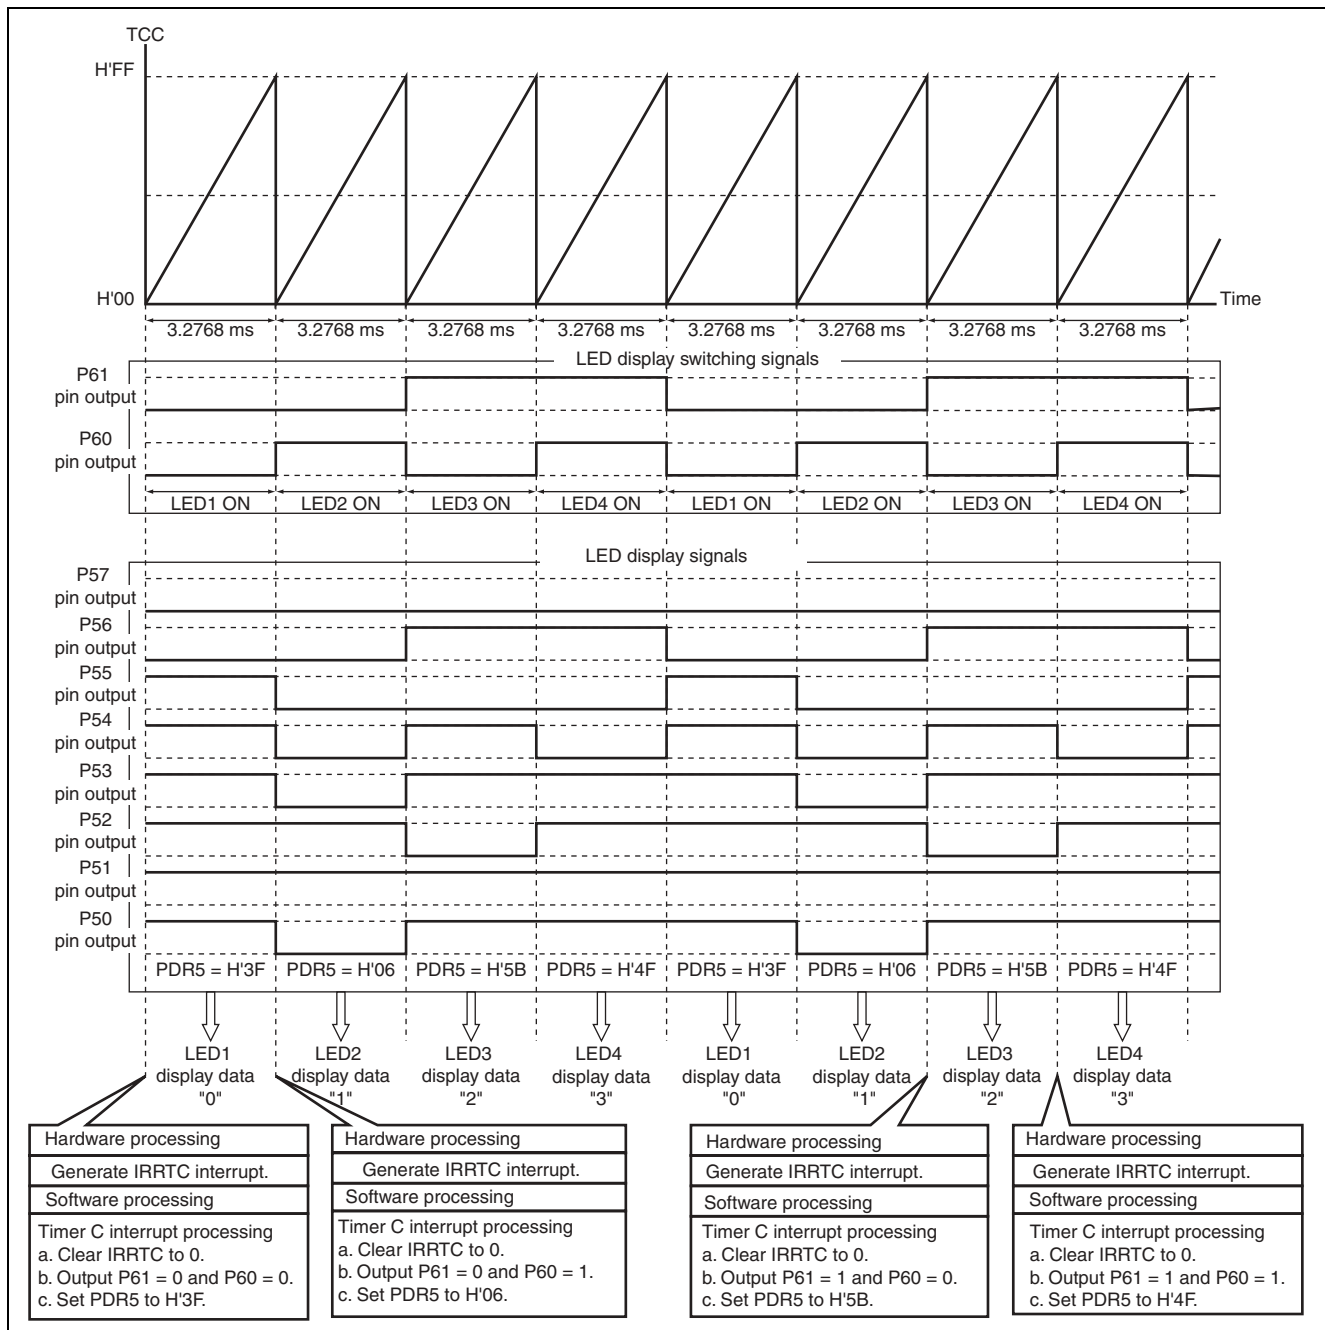 TCC
H'FF
H'00
Time
3.2768 ms 3.2768 ms 3.2768 ms 3.2768 ms 3.2768 ms 3.2768 ms 3.2768 ms 3.2768 ms
LED display switching signals
P61
pin output
P60
pin output
LED1 ON LED2 ON LED3 ON LED4 ON LED1 ON LED2 ON LED3 ON LED4 ON
LED display signals
P57
pin output
P56
pin output
P55
pin output
P54
pin output
P53
pin output
P52
pin output
P51
pin output
P50
pin output
PDR5 = H'3F PDR5 = H'06 PDR5 = H'5B PDR5 = H'4F PDR5 = H'3F PDR5 = H'06 PDR5 = H'5B PDR5 = H'4F
LED1 LED2 LED3 LED4 LED1 LED2 LED3 LED4
display data display data display data display data display data display data display data display data
"0" "1" "2" "3" "0" "1" "2" "3"
Hardware processing
Generate IRRTC interrupt.
Software processing
Timer C interrupt processing
a. Clear IRRTC to 0.
b. Output P61 = 0 and P60 = 0.
c. Set PDR5 to H'3F.
Hardware processing
Generate IRRTC interrupt.
Software processing
Timer C interrupt processing
a. Clear IRRTC to 0.
b. Output P61 = 0 and P60 = 1.
c. Set PDR5 to H'06.
Hardware processing
Generate IRRTC interrupt.
Software processing
Timer C interrupt processing
a. Clear IRRTC to 0.
b. Output P61 = 1 and P60 = 0.
c. Set PDR5 to H'5B.
Hardware processing
Generate IRRTC interrupt.
Software processing
Timer C interrupt processing
a. Clear IRRTC to 0.
b. Output P61 = 1 and P60 = 1.
c. Set PDR5 to H'4F.